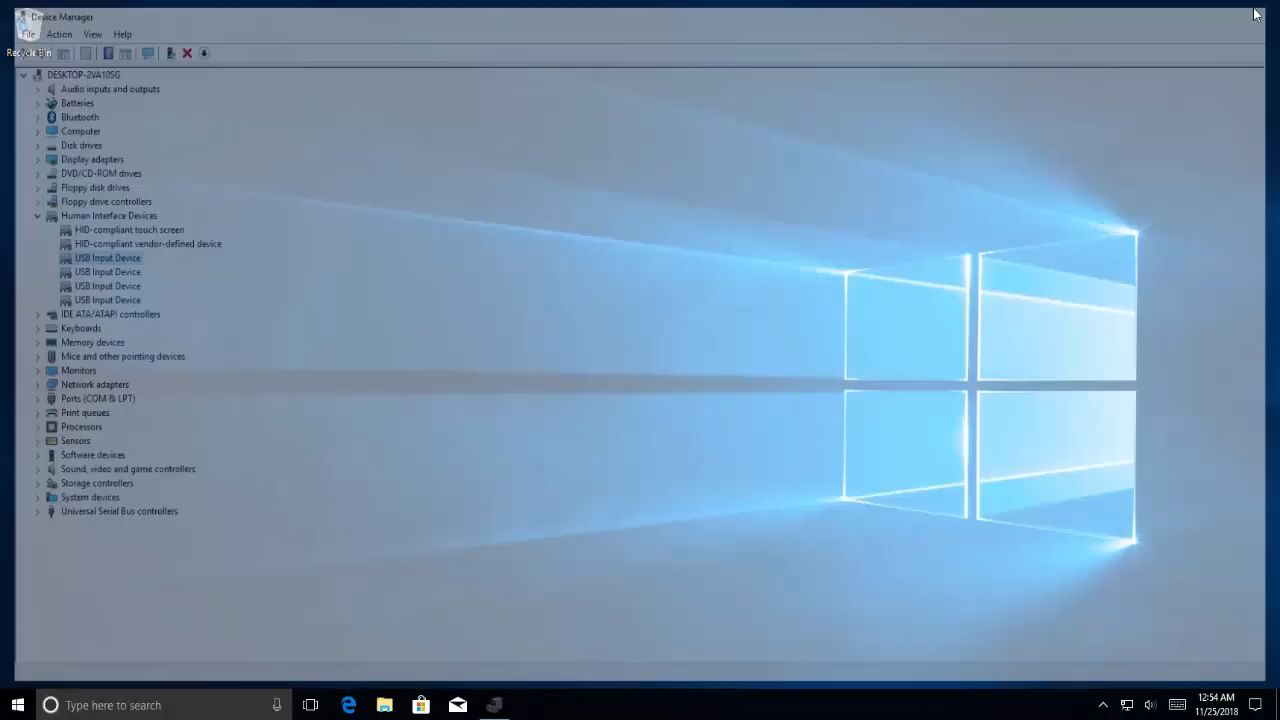 Device Manager
File Action View Help
Recycle Bin
DESKTOP-2VA10SG
Audio inputs and outputs
Batteries
Bluetooth
Computer
Disk drives
Display adapters
DVD/CD-ROM drives
Floppy disk drives
Floppy drive controllers
Human Interface Devices
HID-compliant touch screen
HID-compliant vendor-defined device
USB Input Device
USB Input Device
USB Input Device
USB Input Device
IDE ATA/ATAPI controllers
Keyboards
Memory devices
Mice and other pointing devices
Monitors
Network adapters
Ports (COM & LPT)
Print queues
Processors
Sensors
Software devices
Sound, video and game controllers
Storage controllers
System devices
Universal Serial Bus controllers
Type here to search
12:54 AM
11/25/2018